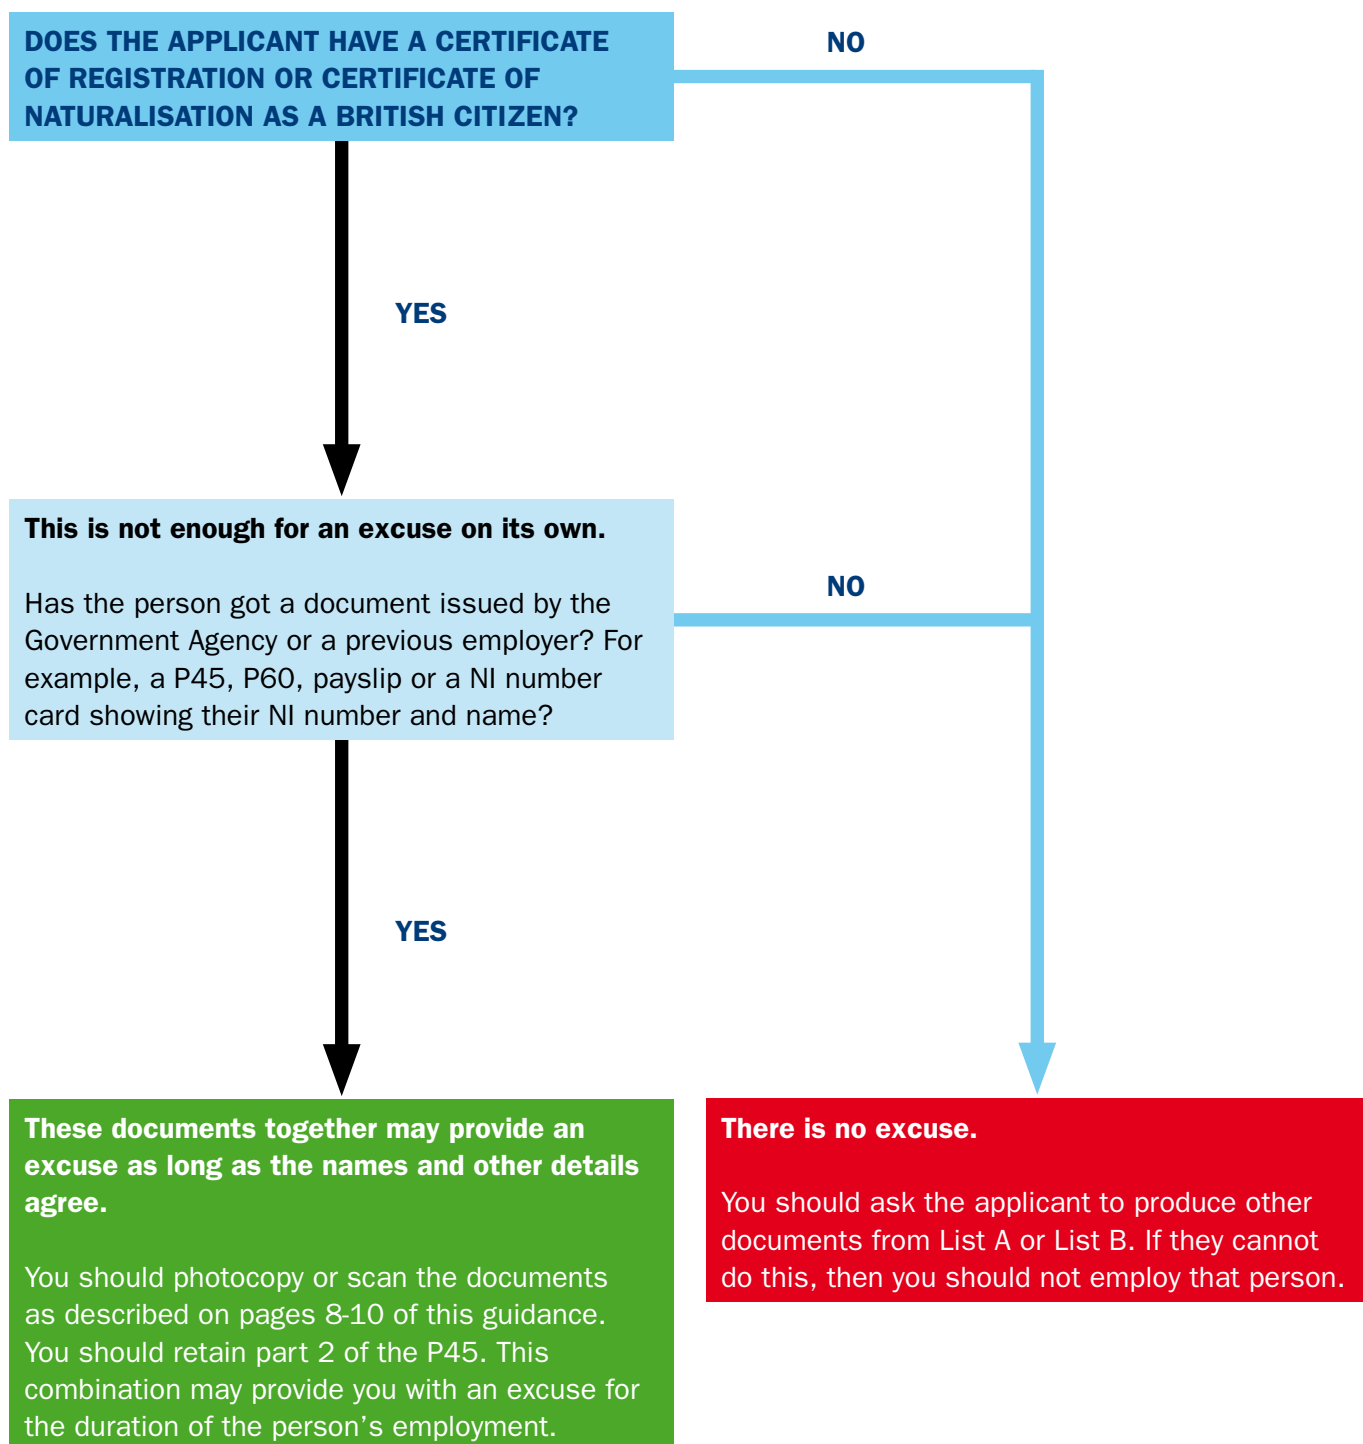 DOES THE APPLICANT HAVE A CERTIFICATE
OF REGISTRATION OR CERTIFICATE OF
NATURALISATION AS A BRITISH CITIZEN?
NO
YES
This is not enough for an excuse on its own.
Has the person got a document issued by the
Government Agency or a previous employer? For
example, a P45, P60, payslip or a NI number
card showing their NI number and name?
NO
YES
These documents together may provide an
excuse as long as the names and other details
agree.
You should photocopy or scan the documents
as described on pages 8-10 of this guidance.
You should retain part 2 of the P45. This
combination may provide you with an excuse for
the duration of the person's employment.
There is no excuse.
You should ask the applicant to produce other
documents from List A or List B. If they cannot
do this, then you should not employ that person.